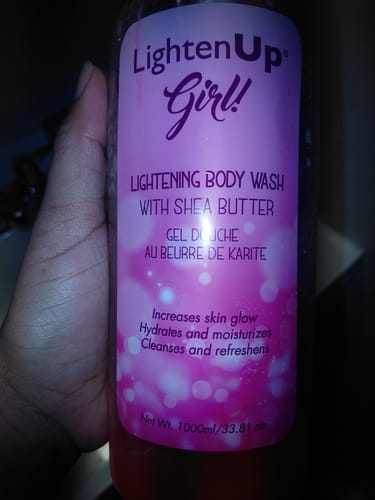 LightenUp®
Girl!
LIGHTENING BODY WASH
WITH SHEA BUTTER
GEL DOUCHE
AU BEURRE DE KARITE
Increases skin glow
Hydrates and moisturizes
Cleanses and refreshens
Net Wt. 1000ml/33.81 oz